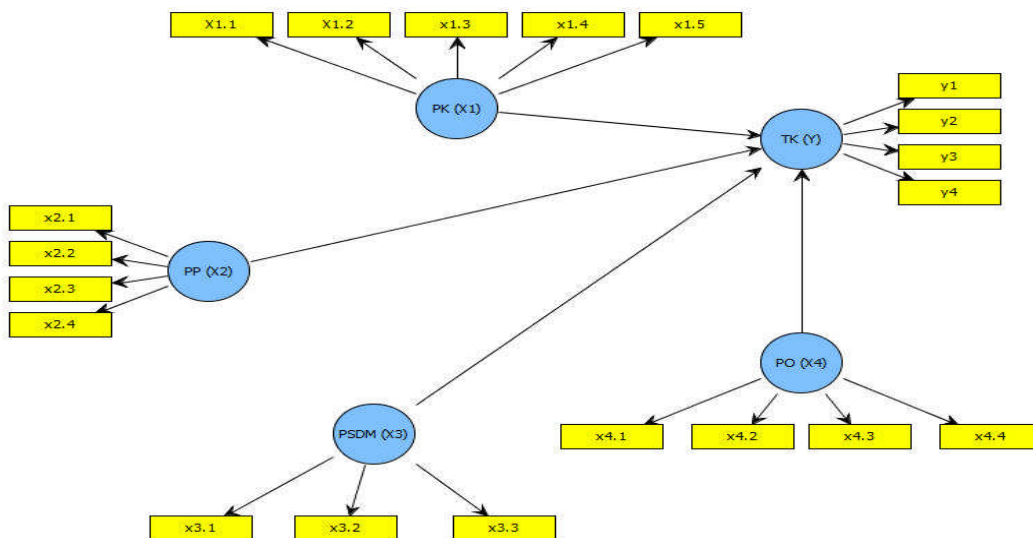 X1.1 X1.2 x1.3 x1.4 x1.5
PK (X1)
y1
y2
TK (Y)
y3
y4
x2.1
x2.2
PP (X2)
x2.3
x2.4
PO (X4)
PSDM (X3)
x4.1 x4.2 x4.3 x4.4
x3.1 x3.2 x3.3